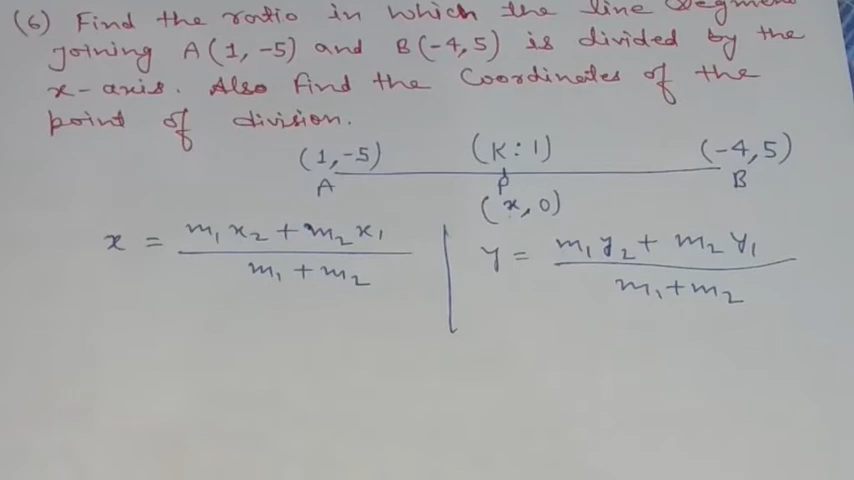 (6) Find the ratio in which the line segment
joining A(1,-5) and B(-4,5) is divided by the
x-axis. Also find the Coordinates of the
point of division.
(1,-5) (K:1) (-4,5)
A P B
(x,0)
x = m₁x₂ + m₂x₁ / m₁ + m₂ | y = m₁y₂ + m₂y₁ / m₁+m₂